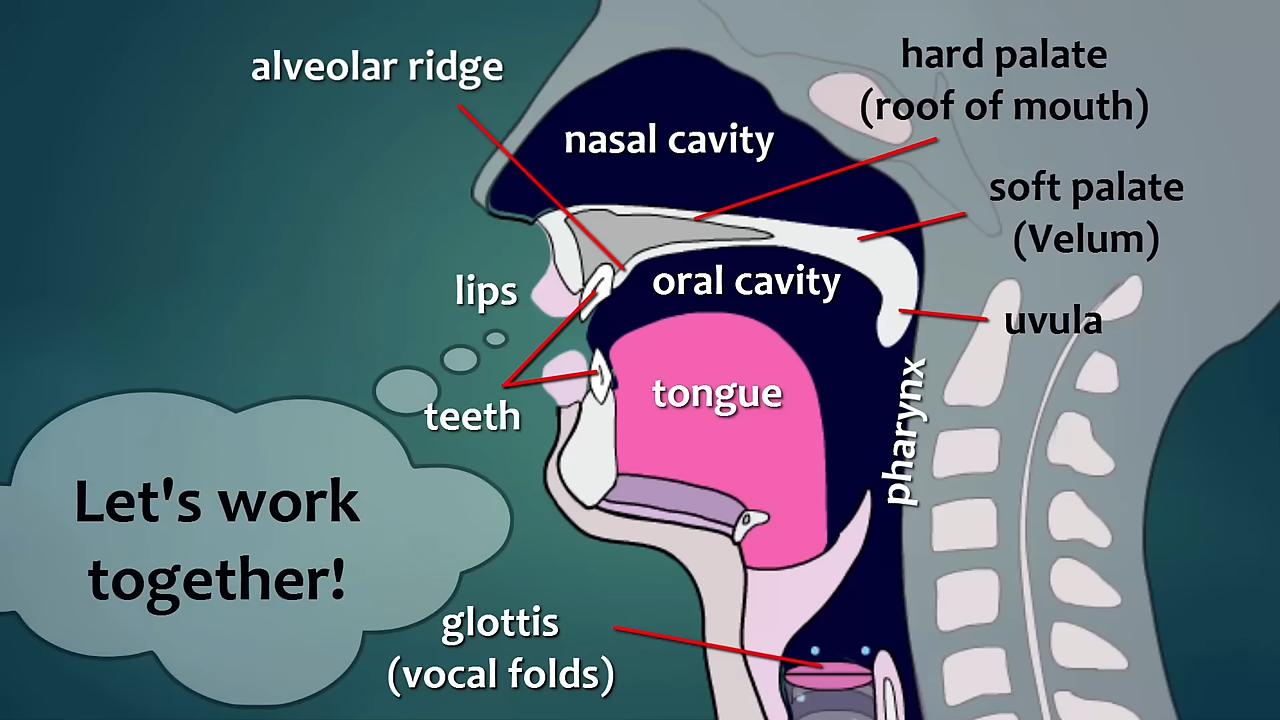 alveolar ridge
nasal cavity
hard palate
(roof of mouth)
soft palate
(Velum)
lips
oral cavity
uvula
teeth
tongue
pharynx
Let's work
together!
glottis
(vocal folds)